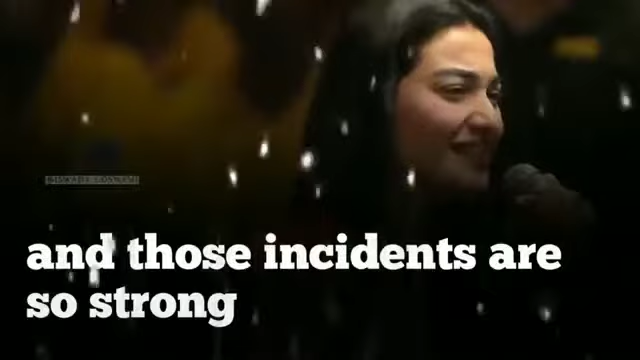 and those incidents are
so strong